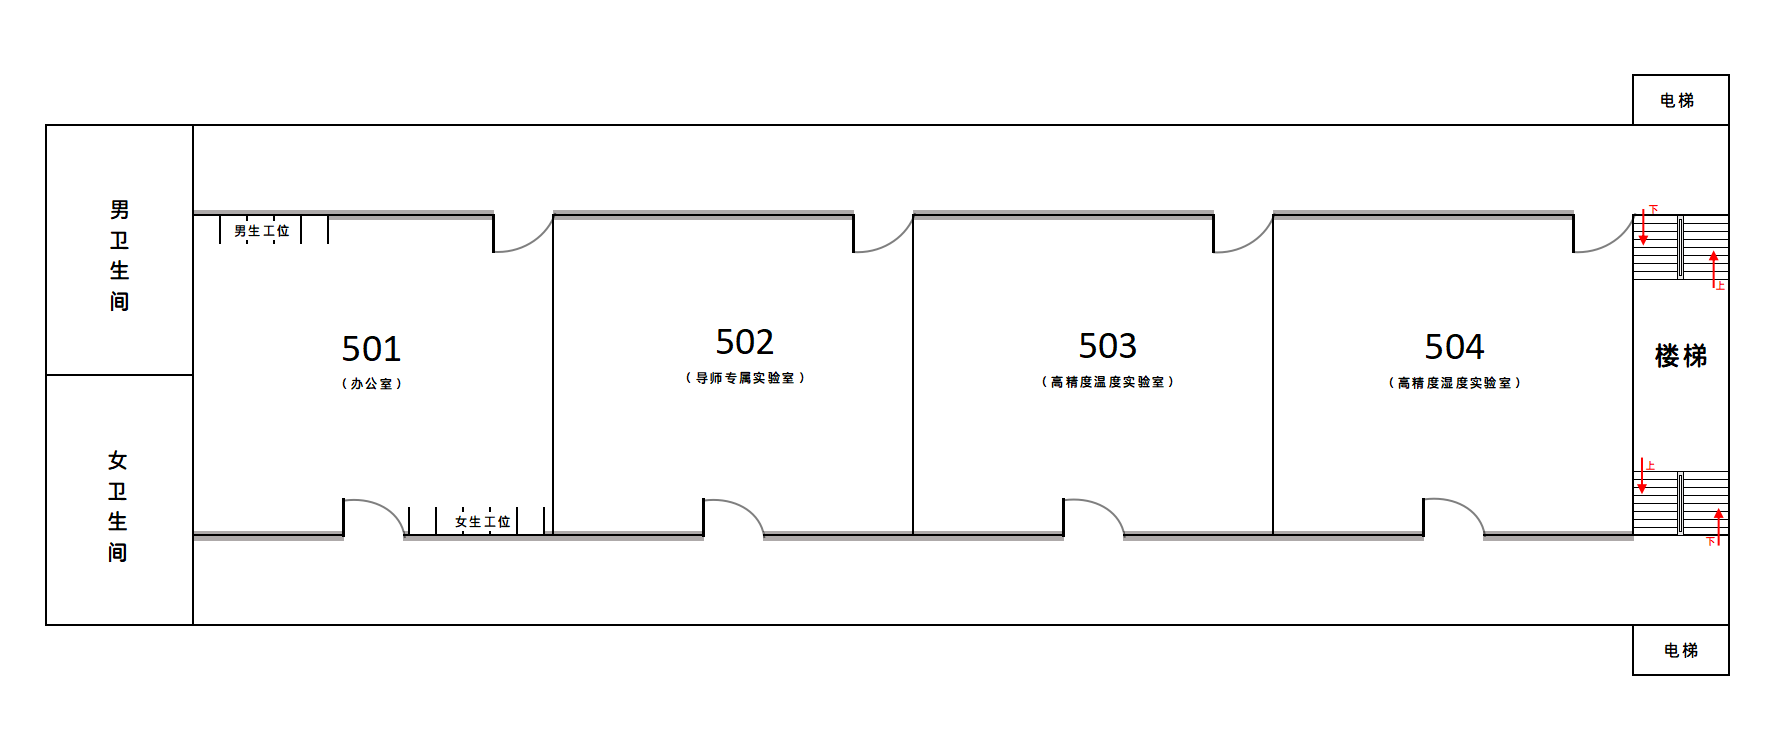 电梯
男卫生间
男生工位
下
上
501
（办公室）
502
（导师专属实验室）
503
（高精度温度实验室）
504
（高精度湿度实验室）
楼梯
女卫生间
女生工位
上
下
电梯